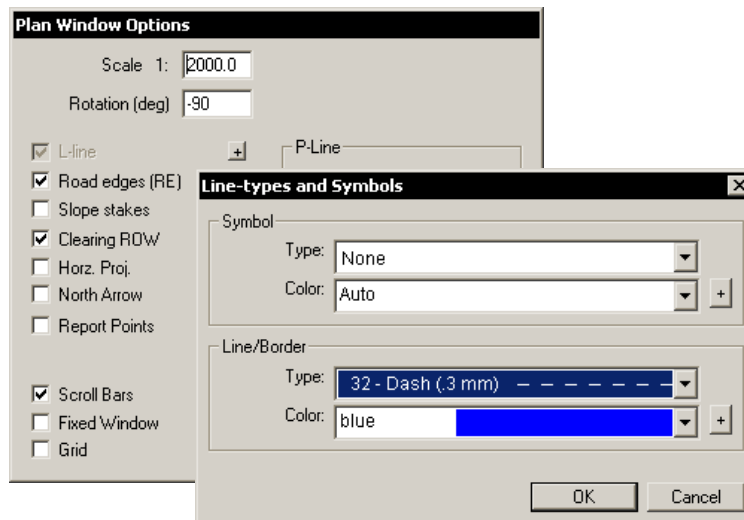 Plan Window Options
Scale 1: 2000.0
Rotation (deg) -90
L-line +
P-Line
Road edges (RE)
Slope stakes
Clearing ROW
Horz. Proj.
North Arrow
Report Points
Scroll Bars
Fixed Window
Grid
Line-types and Symbols
Symbol
Type: None
Color: Auto +
Line/Border
Type: 32 - Dash (.3 mm)
Color: blue +
OK Cancel